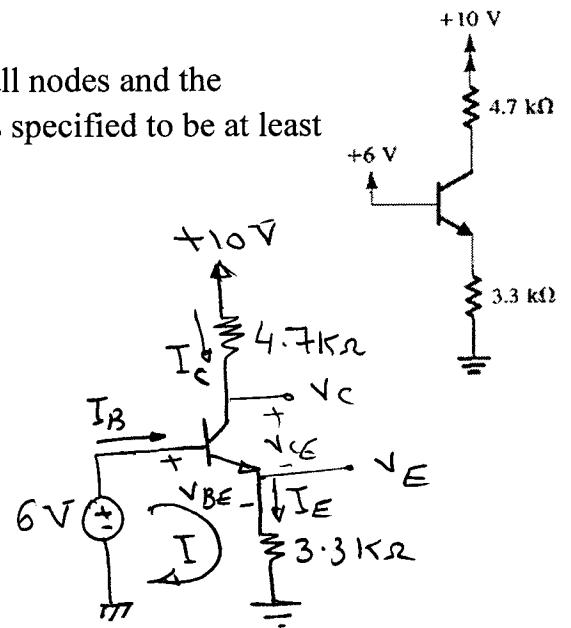 ll nodes and the
specified to be at least
+10 V
4.7 kΩ
+6 V
3.3 kΩ
+10V
4.7KΩ
IC
VC
IB
+
+
VCE
-
VE
VBE -
IE
6V
+
-
I
3.3KΩ